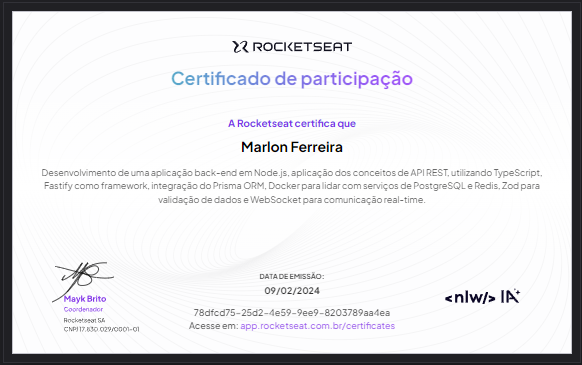 ROCKETSEAT
Certificado de participação
A Rocketseat certifica que
Marlon Ferreira
Desenvolvimento de uma aplicação back-end em Node.js, aplicação dos conceitos de API REST, utilizando TypeScript,
Fastify como framework, integração do Prisma ORM, Docker para lidar com serviços de PostgreSQL e Redis, Zod para
validação de dados e WebSocket para comunicação real-time.
Mayk Brito
Coordenador
Rocketseat SA
CNPJ 17.830.029/0001-01
DATA DE EMISSÃO:
09/02/2024
78dfcd75-25d2-4e59-9ee9-8203789aa4ea
Acesse em: app.rocketseat.com.br/certificates
<nlw/> IA